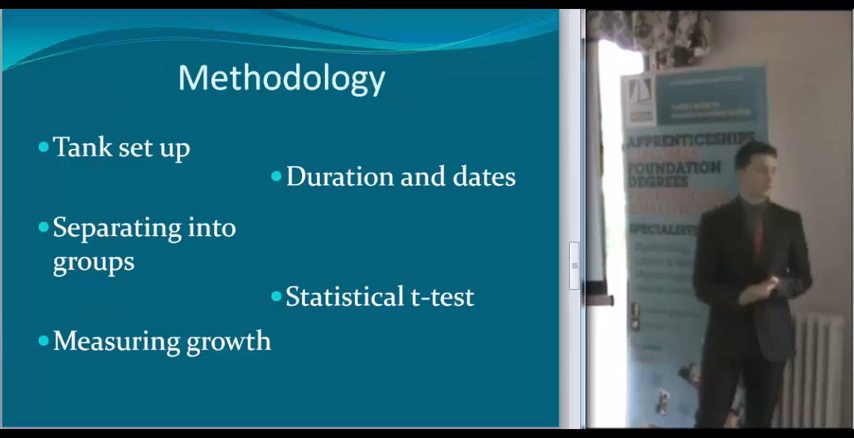 Methodology
Tank set up
Duration and dates
Separating into
groups
Statistical t-test
Measuring growth
APPRENTICESHIPS
FOUNDATION
DEGREES